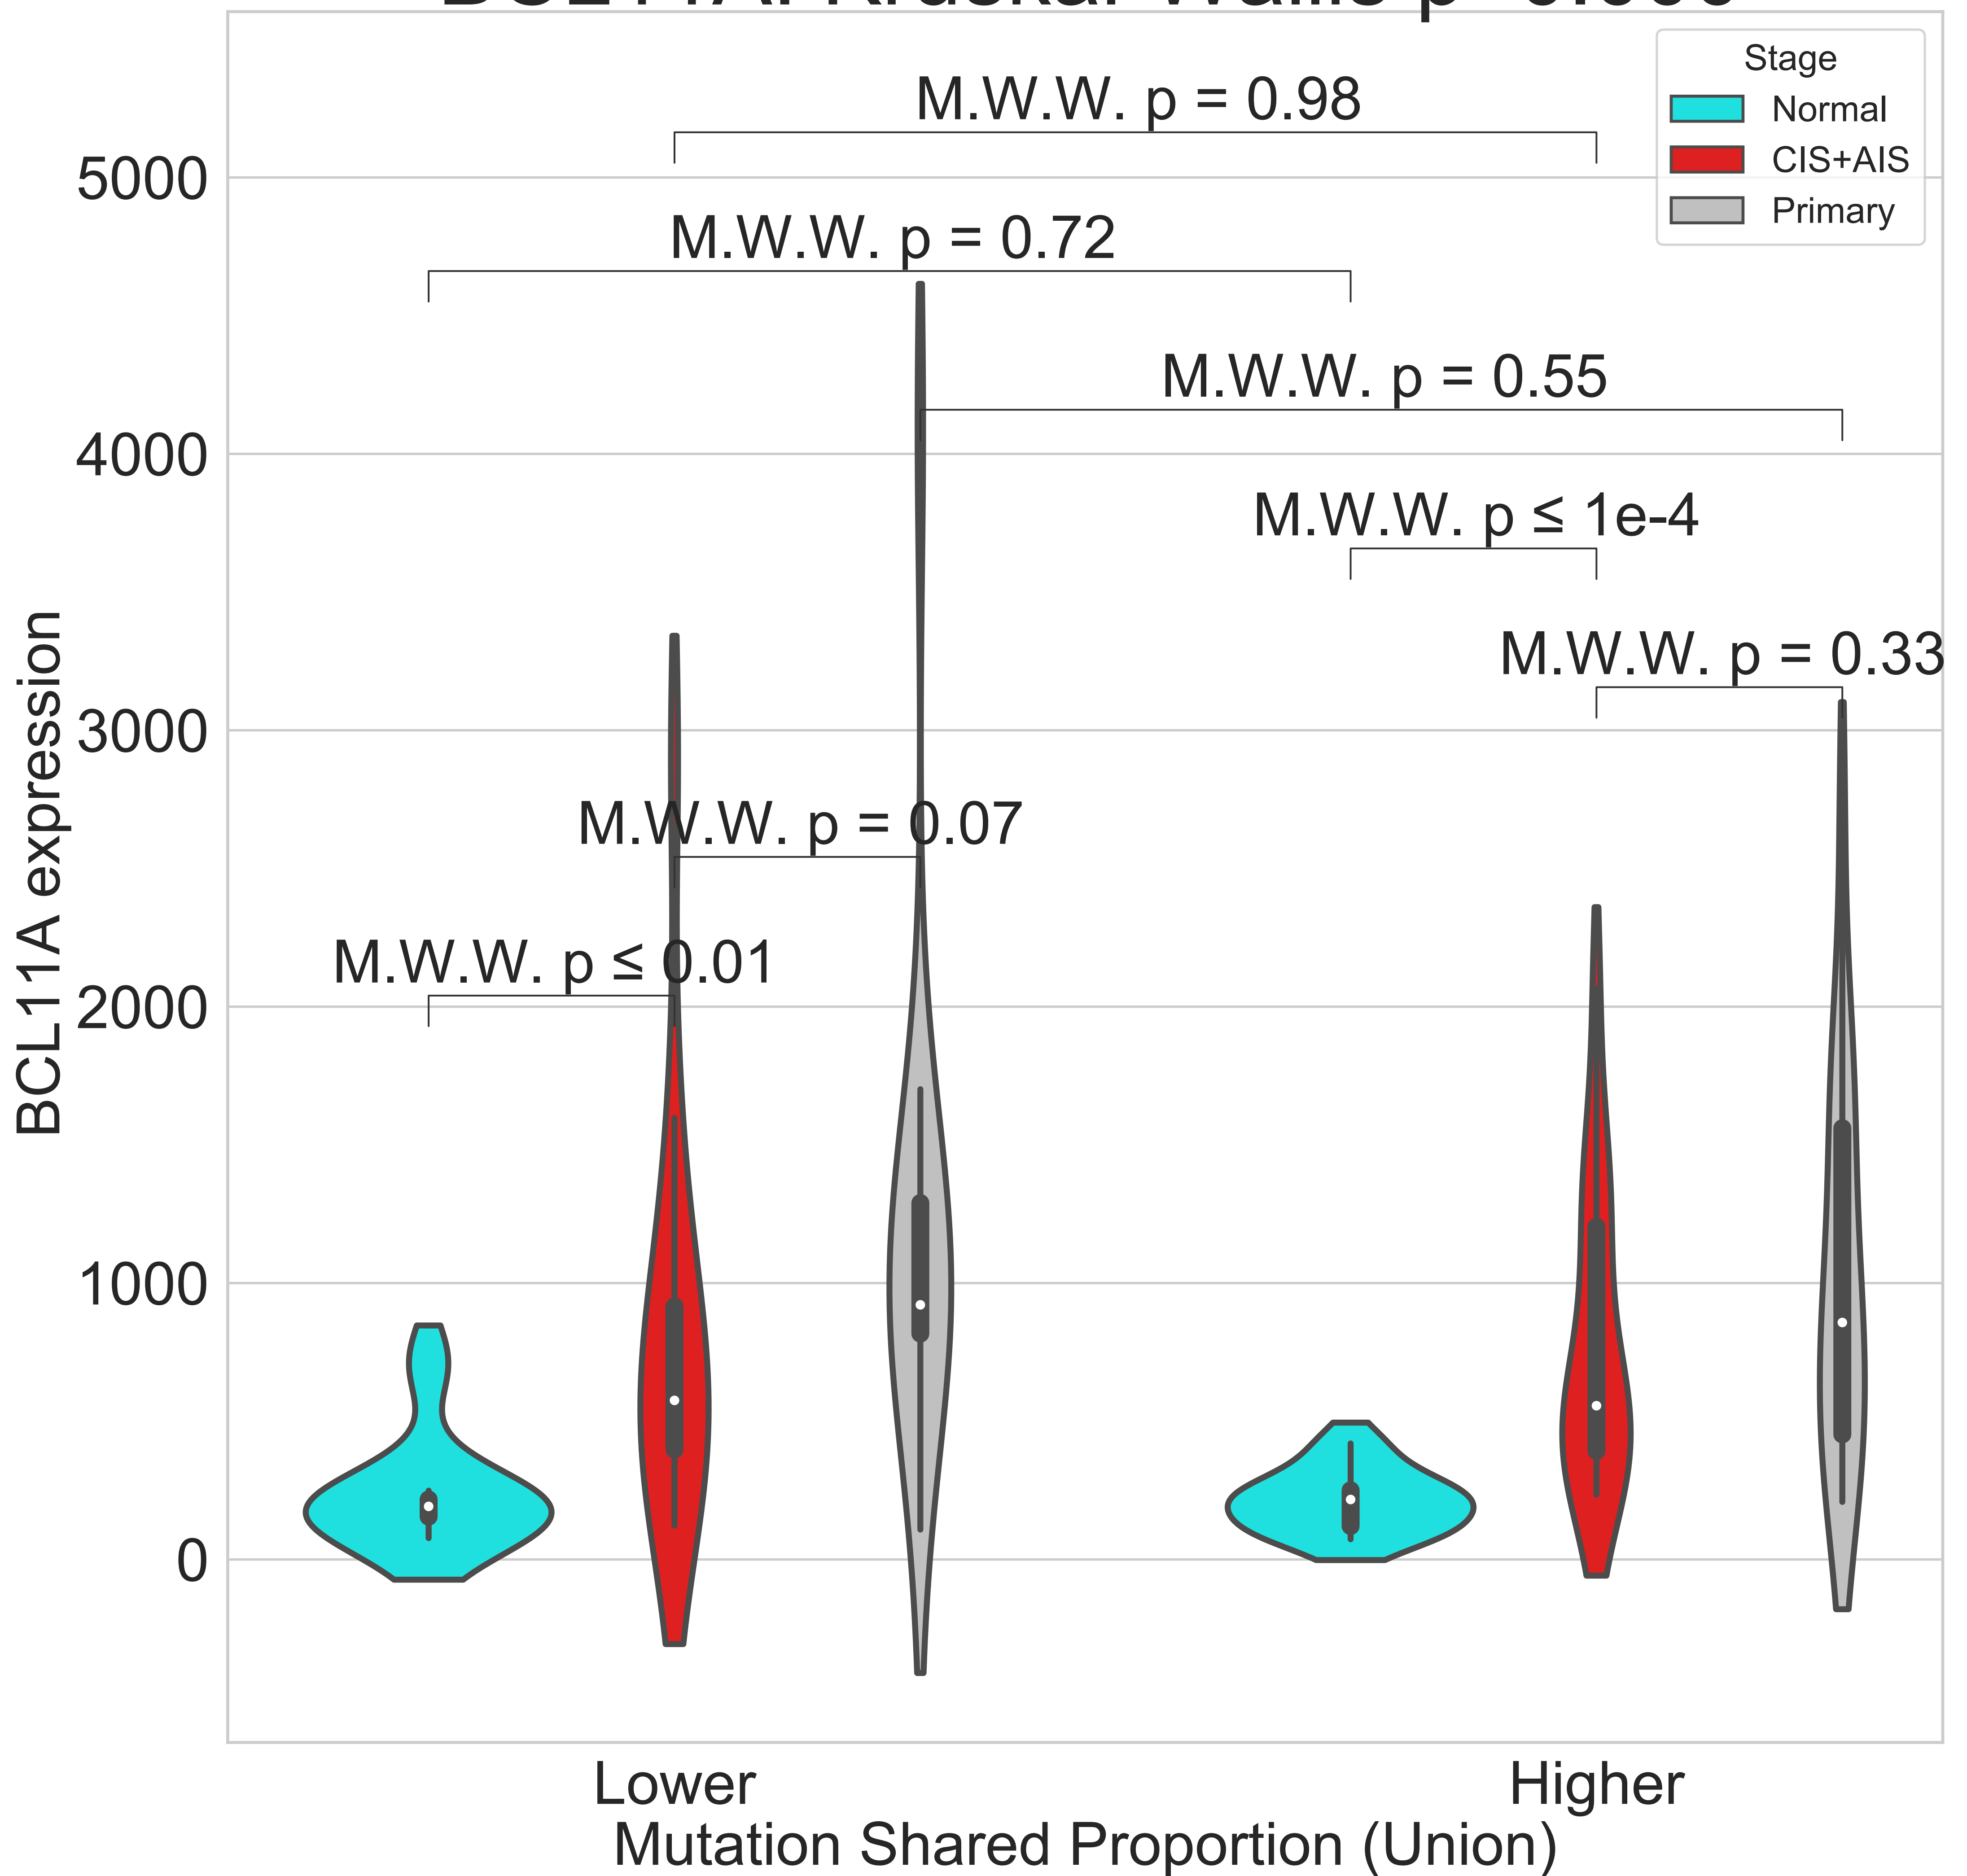 Stage
Normal
CIS+AIS
Primary
M.W.W. p = 0.98
M.W.W. p = 0.72
M.W.W. p = 0.55
M.W.W. p ≤ 1e-4
M.W.W. p = 0.33
M.W.W. p = 0.07
M.W.W. p ≤ 0.01
5000
4000
3000
2000
1000
0
BCL11A expression
Lower
Higher
Mutation Shared Proportion (Union)